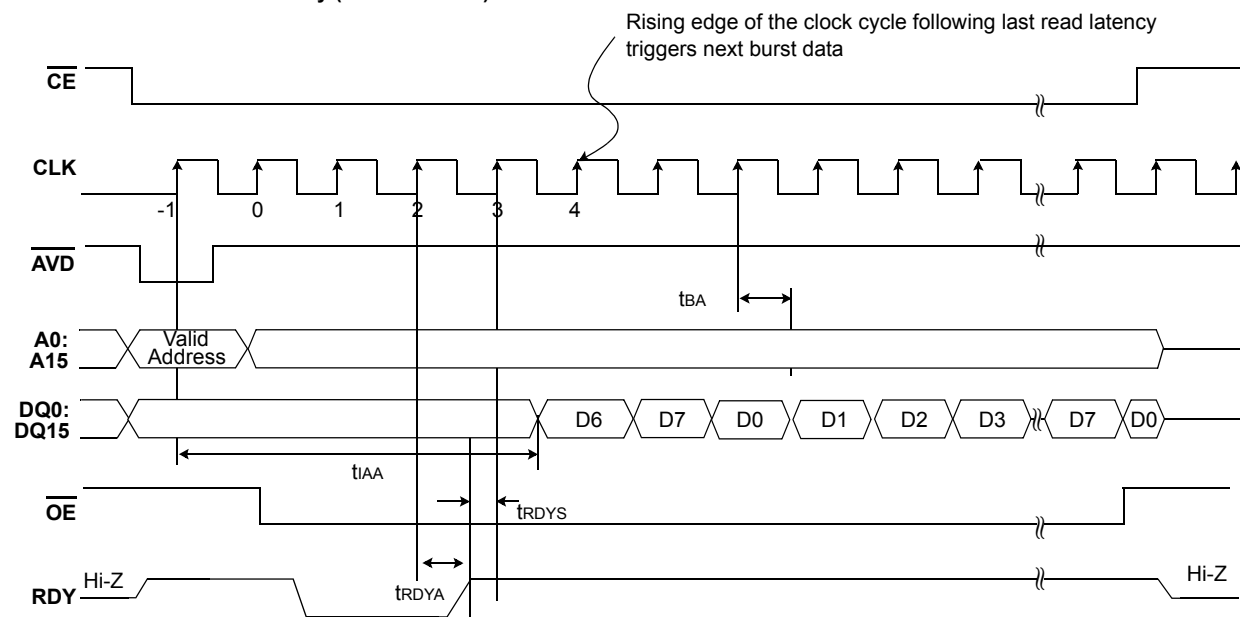 Rising edge of the clock cycle following last read latency
triggers next burst data
CE
CLK
-1 0 1 2 3 4
AVD
tBA
A0:
A15
Valid
Address
DQ0:
DQ15
D6 D7 D0 D1 D2 D3 D7 D0
tIAA
OE
tRDYS
Hi-Z
Hi-Z
RDY
tRDYA